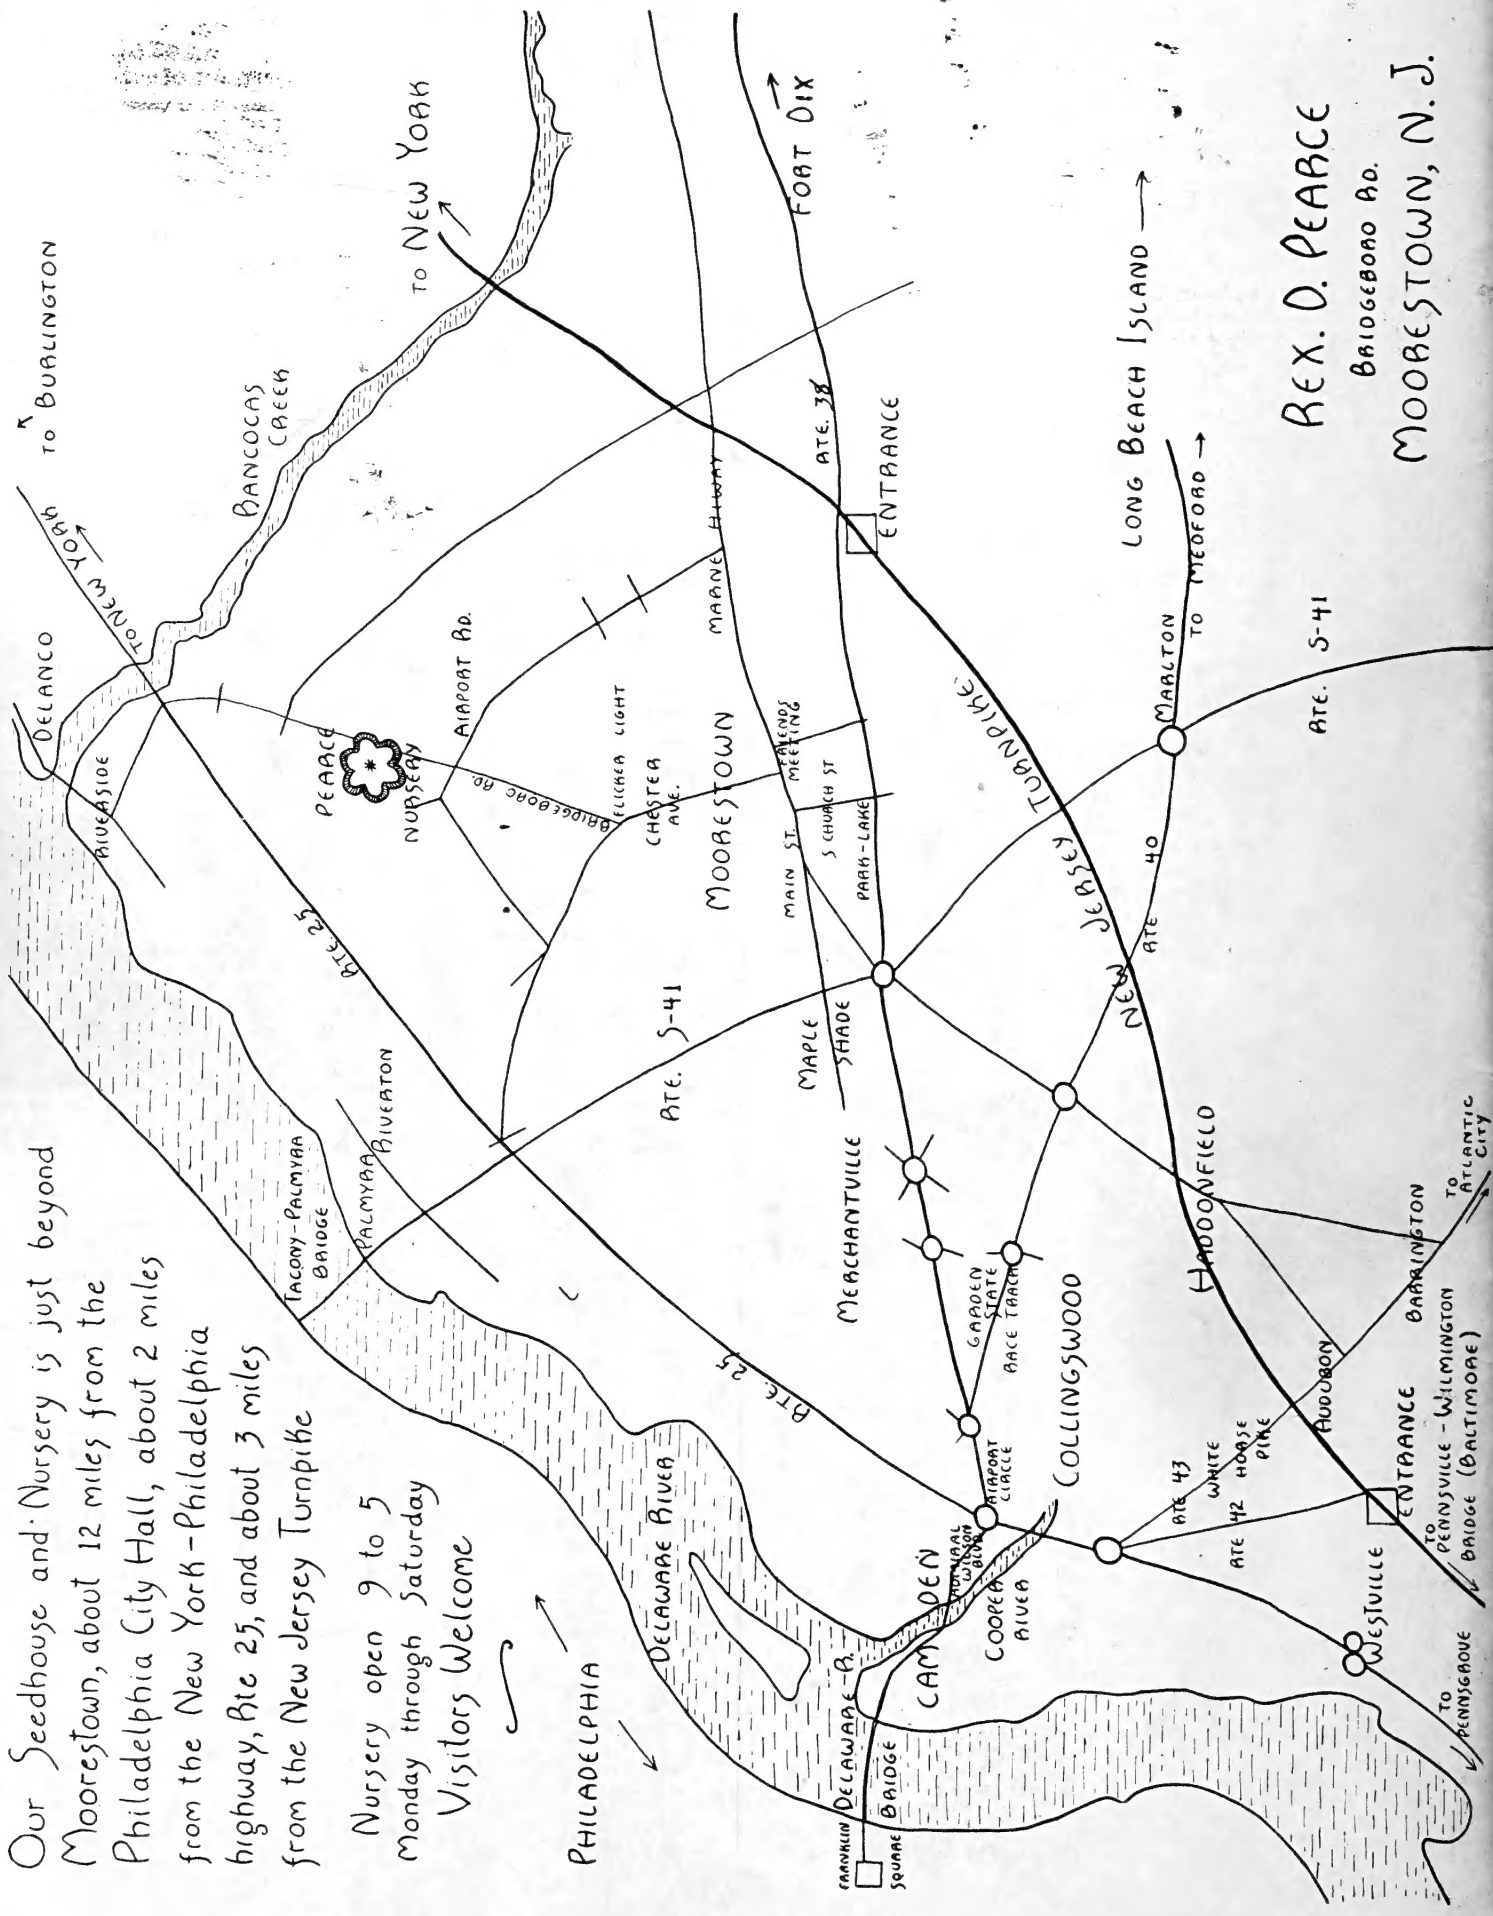 Our Seedhouse and Nursery is just beyond
Moorestown, about 12 miles from the
Philadelphia City Hall, about 2 miles
from the New York-Philadelphia
highway, Rte 25, and about 3 miles
from the New Jersey Turnpike
Nursery open 9 to 5
Monday through Saturday
Visitors Welcome
PHILADELPHIA
DELAWARE RIVER
TACONY-PALMYRA
BRIDGE
PALMYRA
RIVERTON
RIVERSIDE
DELANCO
TO BURLINGTON
TO NEW YORK
RANCOCAS
CREEK
TO NEW YORK
RTE. 25
PEARCE
NURSERY
AIRPORT RD.
BRIDGEBORO RD.
FLICKER LIGHT
CHESTER
AVE.
MOORESTOWN
FRIENDS
MEETING
MAIN ST.
S CHURCH ST
PARK-LAKE
MARNE HIWAY
RTE. 38
FORT DIX
ENTRANCE
RTE. S-41
MAPLE
SHADE
MERCHANTVILLE
RTE. 25
GARDEN
STATE
RACE TRACK
AIRPORT
CIRCLE
ADMIRAL
WILSON
BLVD
CAMDEN
COOPER
RIVER
COLLINGSWOOD
FRANKLIN
SQUARE
DELAWARE-R.
BRIDGE
NEW JERSEY TURNPIKE
RTE 40
MARLTON
TO MEDFORD
LONG BEACH ISLAND
RTE. S-41
HADDONFIELD
BARRINGTON
TO
ATLANTIC
CITY
AUDUBON
RTE 43
WHITE
HORSE
PIKE
RTE 42
ENTRANCE
TO
PENNSVILLE-WILMINGTON
BRIDGE (BALTIMORE)
WESTVILLE
TO
PENNSGROVE
REX. D. PEARCE
BRIDGEBORO RD.
MOORESTOWN, N.J.